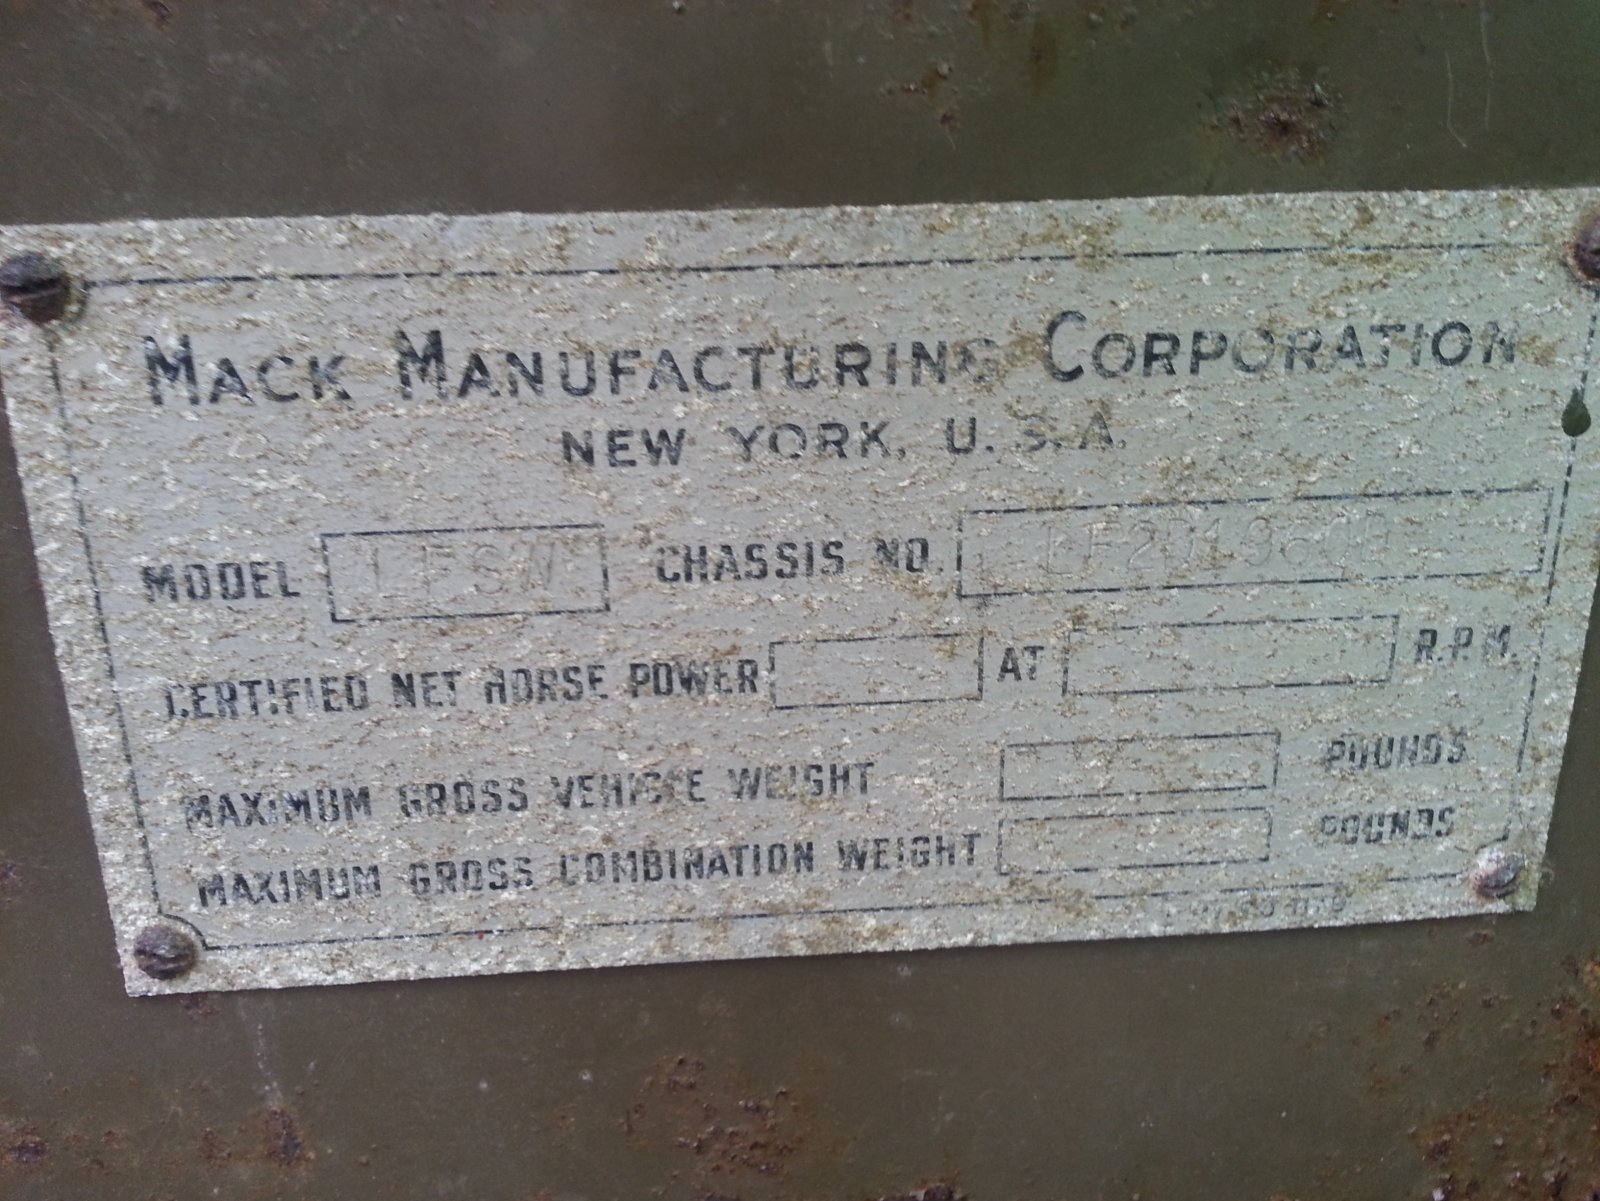 MACK MANUFACTURING CORPORATION
NEW YORK, U. S. A.
MODEL LFSW CHASSIS NO.
CERTIFIED NET HORSE POWER AT R.P.M.
MAXIMUM GROSS VEHICLE WEIGHT POUNDS
MAXIMUM GROSS COMBINATION WEIGHT POUNDS